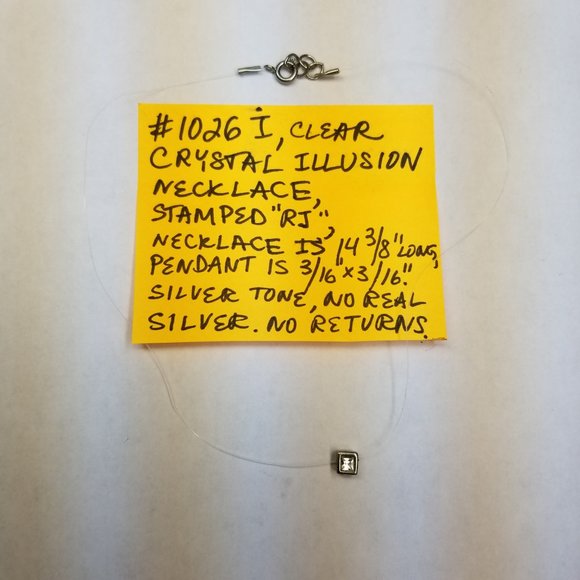 #1026 I, CLEAR
CRYSTAL ILLUSION
NECKLACE,
STAMPED "RJ",
NECKLACE IS 14 3/8" LONG,
PENDANT IS 3/16" x 3/16".
SILVER TONE, NO REAL
SILVER. NO RETURNS.